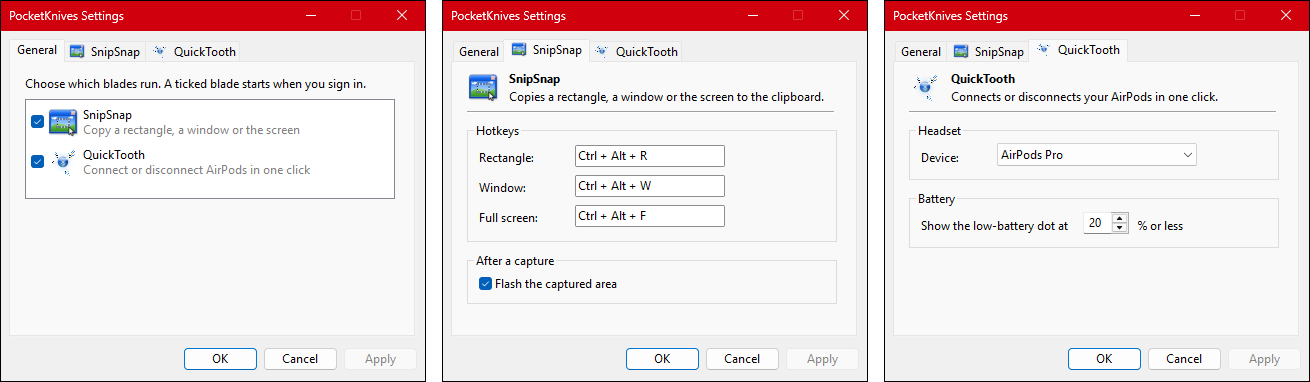 PocketKnives Settings
General
SnipSnap
QuickTooth
Choose which blades run. A ticked blade starts when you sign in.
SnipSnap
Copy a rectangle, a window or the screen
QuickTooth
Connect or disconnect AirPods in one click
OK
Cancel
Apply
PocketKnives Settings
General
SnipSnap
QuickTooth
SnipSnap
Copies a rectangle, a window or the screen to the clipboard.
Hotkeys
Rectangle:
Ctrl + Alt + R
Window:
Ctrl + Alt + W
Full screen:
Ctrl + Alt + F
After a capture
Flash the captured area
OK
Cancel
Apply
PocketKnives Settings
General
SnipSnap
QuickTooth
QuickTooth
Connects or disconnects your AirPods in one click.
Headset
Device:
AirPods Pro
Battery
Show the low-battery dot at 20 % or less
OK
Cancel
Apply